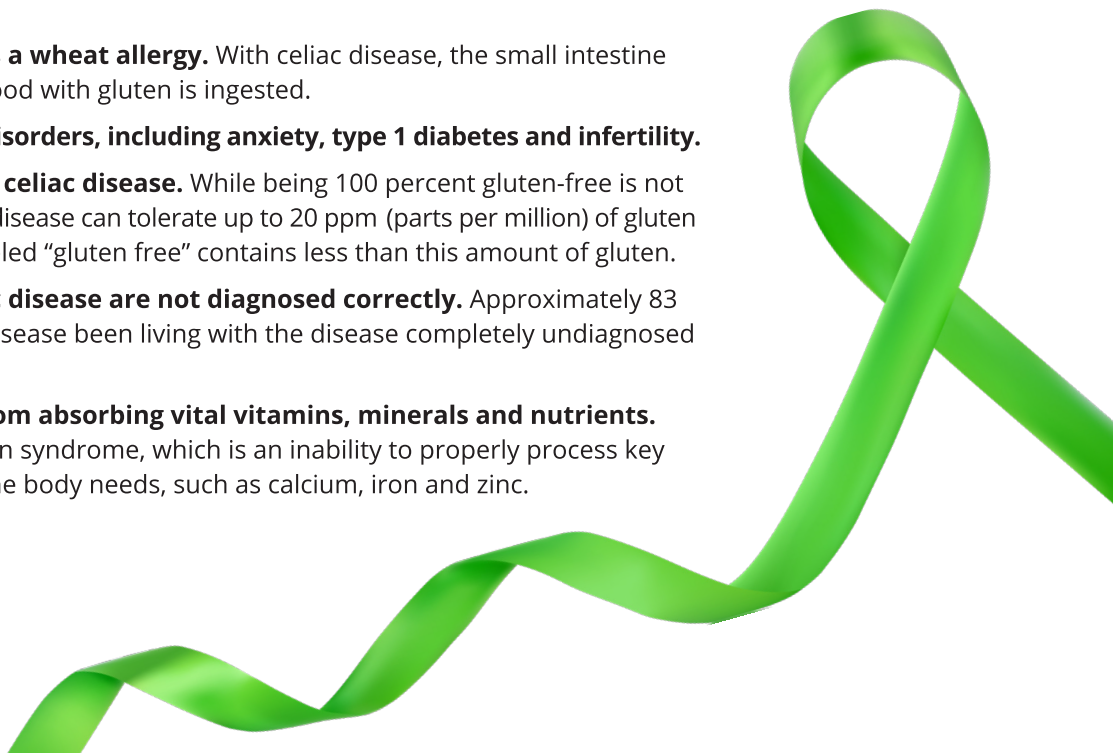 a wheat allergy. With celiac disease, the small intestine
ood with gluten is ingested.
isorders, including anxiety, type 1 diabetes and infertility.
celiac disease. While being 100 percent gluten-free is not
disease can tolerate up to 20 ppm (parts per million) of gluten
led “gluten free” contains less than this amount of gluten.
disease are not diagnosed correctly. Approximately 83
sease been living with the disease completely undiagnosed
om absorbing vital vitamins, minerals and nutrients.
n syndrome, which is an inability to properly process key
e body needs, such as calcium, iron and zinc.